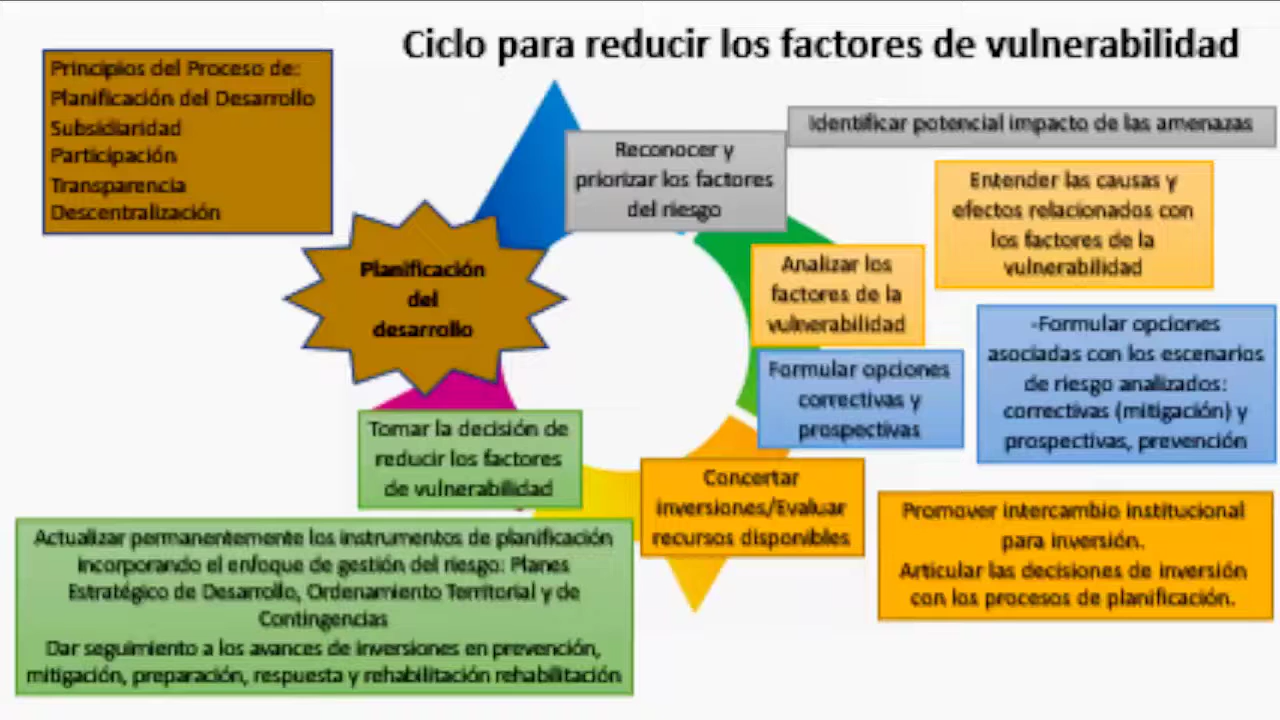 Ciclo para reducir los factores de vulnerabilidad
Principios del Proceso de:
Planificación del Desarrollo
Subsidiaridad
Participación
Transparencia
Descentralización
Planificación
del
desarrollo
Reconocer y
priorizar los factores
del riesgo
Identificar potencial impacto de las amenazas
Analizar los
factores de la
vulnerabilidad
Entender las causas y
efectos relacionados con
los factores de la
vulnerabilidad
Formular opciones
correctivas y
prospectivas
-Formular opciones
asociadas con los escenarios
de riesgo analizados:
correctivas (mitigación) y
prospectivas, prevención
Concertar
inversiones/Evaluar
recursos disponibles
Promover intercambio institucional
para inversión.
Articular las decisiones de inversión
con los procesos de planificación.
Tomar la decisión de
reducir los factores
de vulnerabilidad
Actualizar permanentemente los instrumentos de planificación
incorporando el enfoque de gestión del riesgo: Planes
Estratégico de Desarrollo, Ordenamiento Territorial y de
Contingencias
Dar seguimiento a los avances de inversiones en prevención,
mitigación, preparación, respuesta y rehabilitación rehabilitación